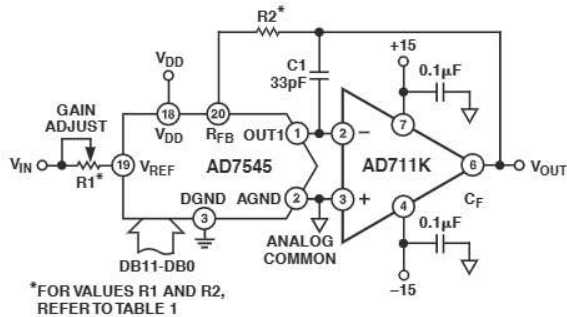 R2*
C1
33pF
+15
0.1μF
VDD
GAIN
ADJUST
18
20
VDD
RFB
OUT1
1
2
−
7
VIN
R1*
19
VREF
AD7545
AD711K
6
VOUT
DGND
AGND
2
3
+
4
CF
3
0.1μF
ANALOG
COMMON
DB11-DB0
−15
*FOR VALUES R1 AND R2,
REFER TO TABLE 1